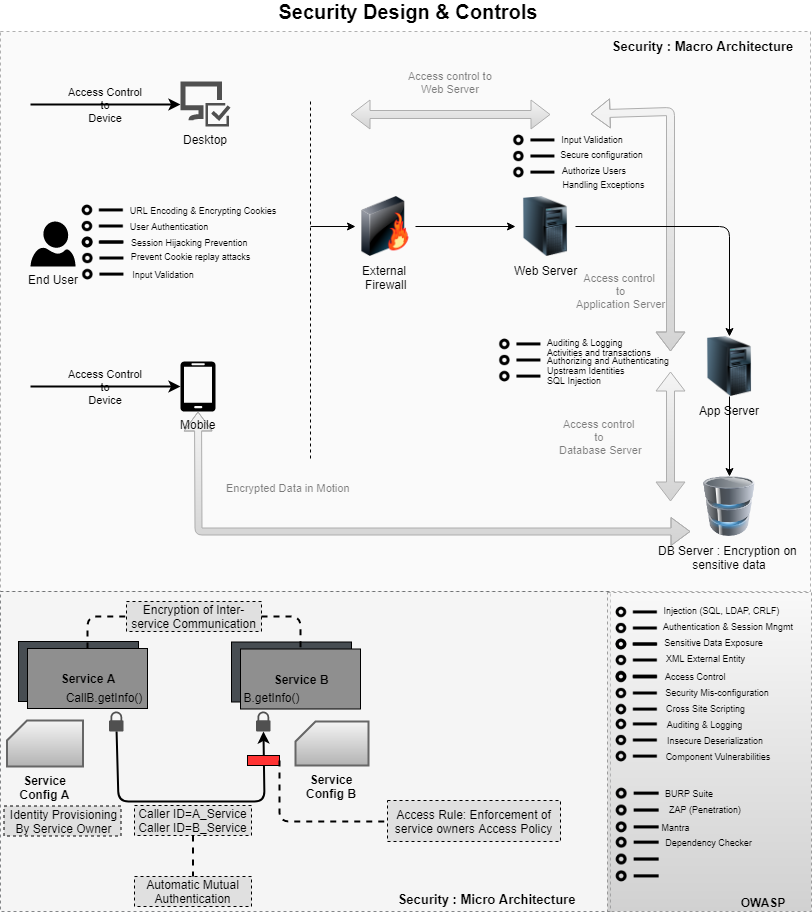 Security Design & Controls
Security : Macro Architecture
Access Control
to
Device
Desktop
Access control to
Web Server
Input Validation
Secure configuration
Authorize Users
Handling Exceptions
URL Encoding & Encrypting Cookies
User Authentication
Session Hijacking Prevention
Prevent Cookie replay attacks
Input Validation
End User
External
Firewall
Web Server
Access control
to
Application Server
Auditing & Logging
Activities and transactions
Authorizing and Authenticating
Upstream Identities
SQL Injection
Access Control
to
Device
Mobile
App Server
Access control
to
Database Server
Encrypted Data in Motion
DB Server : Encryption on
sensitive data
Encryption of Inter-
service Communication
Service A
CallB.getInfo()
Service B
B.getInfo()
Service
Config A
Service
Config B
Identity Provisioning
By Service Owner
Caller ID=A_Service
Caller ID=B_Service
Access Rule: Enforcement of
service owners Access Policy
Automatic Mutual
Authentication
Security : Micro Architecture
Injection (SQL, LDAP, CRLF)
Authentication & Session Mngmt
Sensitive Data Exposure
XML External Entity
Access Control
Security Mis-configuration
Cross Site Scripting
Auditing & Logging
Insecure Deserialization
Component Vulnerabilities
BURP Suite
ZAP (Penetration)
Mantra
Dependency Checker
OWASP